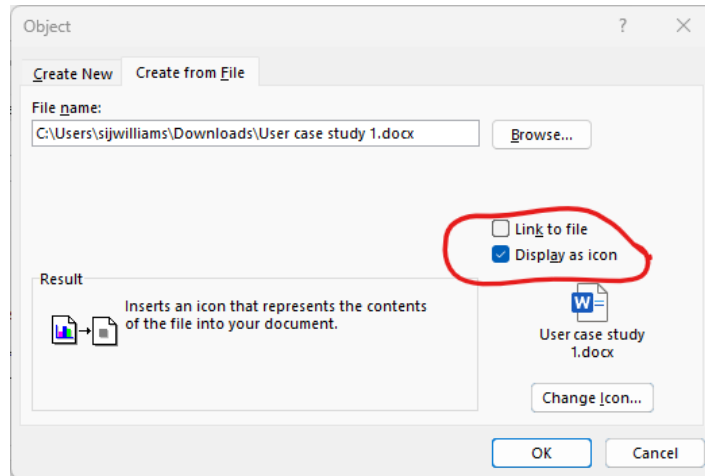 Object
Create New Create from File
File name:
C:\Users\sijwilliams\Downloads\User case study 1.docx Browse...
Link to file
Display as icon
Result
Inserts an icon that represents the contents
of the file into your document.
W
User case study
1.docx
Change Icon...
OK Cancel